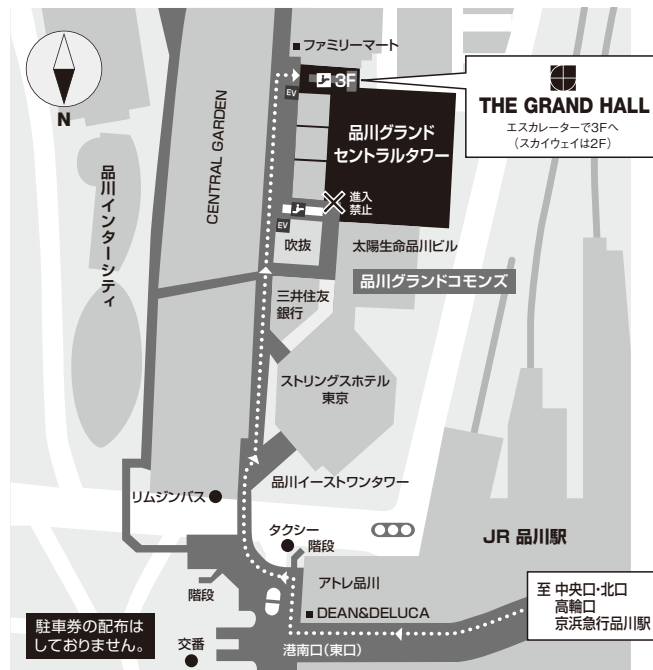 ファミリーマート
3F
EV
N
CENTRAL GARDEN
品川インターシティ
品川グランド
セントラルタワー
THE GRAND HALL
エスカレーターで3Fへ
（スカイウェイは2F）
進入
禁止
EV
吹抜
太陽生命品川ビル
品川グランドコモンズ
三井住友
銀行
ストリングスホテル
東京
品川イーストワンタワー
リムジンバス
タクシー
階段
JR 品川駅
階段
アトレ品川
DEAN&DELUCA
至 中央口・北口
高輪口
京浜急行品川駅
駐車券の配布は
しておりません。
交番
港南口（東口）